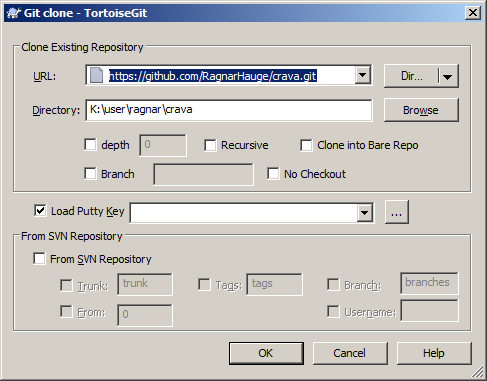 Git clone - TortoiseGit
Clone Existing Repository
URL: https://github.com/RagnarHauge/crava.git Dir...
Directory: K:\user\ragnar\crava Browse
depth 0 Recursive Clone into Bare Repo
Branch No Checkout
Load Putty Key ...
From SVN Repository
From SVN Repository
Trunk: trunk Tags: tags Branch: branches
From: 0 Username:
OK Cancel Help